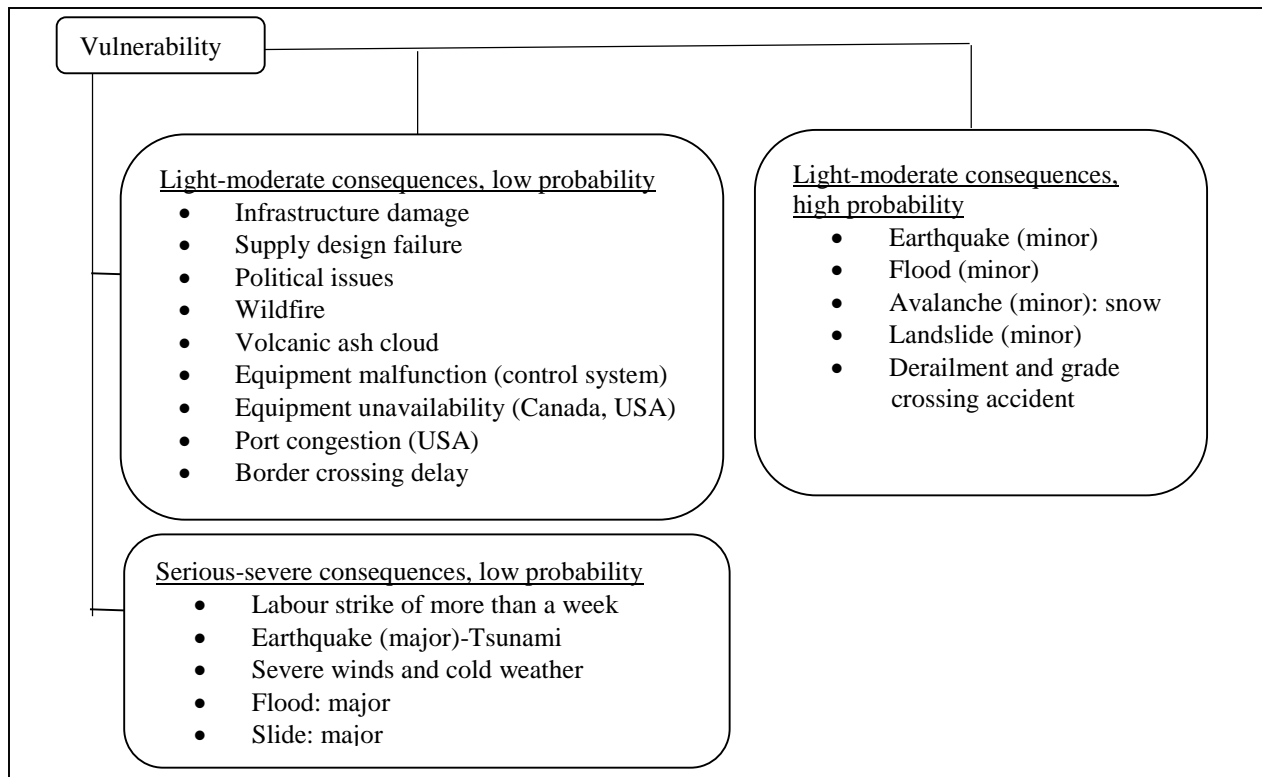 Vulnerability
Light-moderate consequences, low probability
• Infrastructure damage
• Supply design failure
• Political issues
• Wildfire
• Volcanic ash cloud
• Equipment malfunction (control system)
• Equipment unavailability (Canada, USA)
• Port congestion (USA)
• Border crossing delay
Light-moderate consequences,
high probability
• Earthquake (minor)
• Flood (minor)
• Avalanche (minor): snow
• Landslide (minor)
• Derailment and grade
crossing accident
Serious-severe consequences, low probability
• Labour strike of more than a week
• Earthquake (major)-Tsunami
• Severe winds and cold weather
• Flood: major
• Slide: major